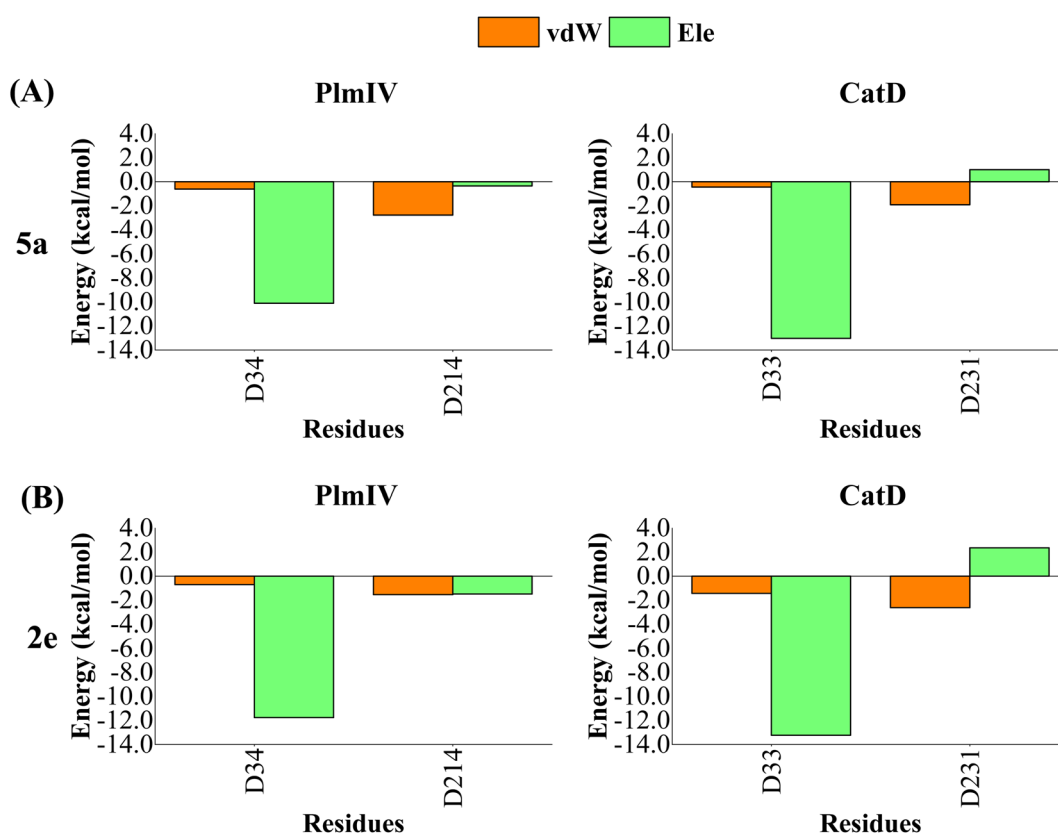 vdW Ele
(A)
PlmIV
CatD
5a
Energy (kcal/mol)
4.0
2.0
0.0
-2.0
-4.0
-6.0
-8.0
-10.0
-12.0
-14.0
D34
D214
Residues
Energy (kcal/mol)
4.0
2.0
0.0
-2.0
-4.0
-6.0
-8.0
-10.0
-12.0
-14.0
D33
D231
Residues
(B)
PlmIV
CatD
2e
Energy (kcal/mol)
4.0
2.0
0.0
-2.0
-4.0
-6.0
-8.0
-10.0
-12.0
-14.0
D34
D214
Residues
Energy (kcal/mol)
4.0
2.0
0.0
-2.0
-4.0
-6.0
-8.0
-10.0
-12.0
-14.0
D33
D231
Residues